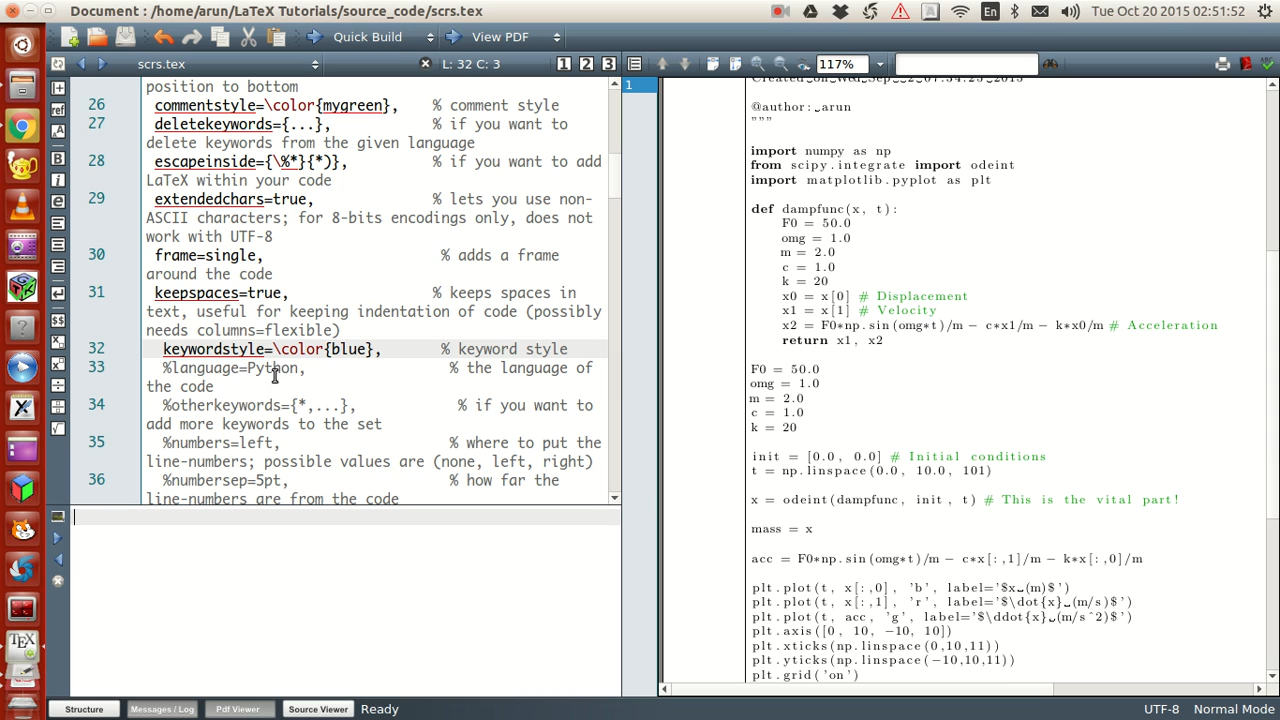 Document : /home/arun/LaTeX Tutorials/source_code/scrs.tex
En
Tue Oct 20 2015 02:51:52
Quick Build
View PDF
scrs.tex
L: 32 C: 3
1 2 3
117%
position to bottom
26 commentstyle=\color{mygreen}, % comment style
27 deletekeywords={...}, % if you want to
delete keywords from the given language
28 escapeinside={\%*}{*)}, % if you want to add
LaTeX within your code
29 extendedchars=true, % lets you use non-
ASCII characters; for 8-bits encodings only, does not
work with UTF-8
30 frame=single, % adds a frame
around the code
31 keepspaces=true, % keeps spaces in
text, useful for keeping indentation of code (possibly
needs columns=flexible)
32 keywordstyle=\color{blue}, % keyword style
33 %language=Python, % the language of
the code
34 %otherkeywords={*,...}, % if you want to
add more keywords to the set
35 %numbers=left, % where to put the
line-numbers; possible values are (none, left, right)
36 %numbersep=5pt, % how far the
line-numbers are from the code
1
@author:␣arun
"""
import numpy as np
from scipy.integrate import odeint
import matplotlib.pyplot as plt
def dampfunc(x, t):
F0 = 50.0
omg = 1.0
m = 2.0
c = 1.0
k = 20
x0 = x[0] # Displacement
x1 = x[1] # Velocity
x2 = F0*np.sin(omg*t)/m − c*x1/m − k*x0/m # Acceleration
return x1, x2
F0 = 50.0
omg = 1.0
m = 2.0
c = 1.0
k = 20
init = [0.0, 0.0] # Initial conditions
t = np.linspace(0.0, 10.0, 101)
x = odeint(dampfunc, init, t) # This is the vital part!
mass = x
acc = F0*np.sin(omg*t)/m − c*x[:,1]/m − k*x[:,0]/m
plt.plot(t, x[:,0], 'b', label='$x␣(m)$')
plt.plot(t, x[:,1], 'r', label='$\dot{x}␣(m/s)$')
plt.plot(t, acc, 'g', label='$\ddot{x}␣(m/s^2)$')
plt.axis([0, 10, −10, 10])
plt.xticks(np.linspace(0,10,11))
plt.yticks(np.linspace(−10,10,11))
plt.grid('on')
TEX
Structure
Messages / Log
Pdf Viewer
Source Viewer
Ready
UTF-8
Normal Mode